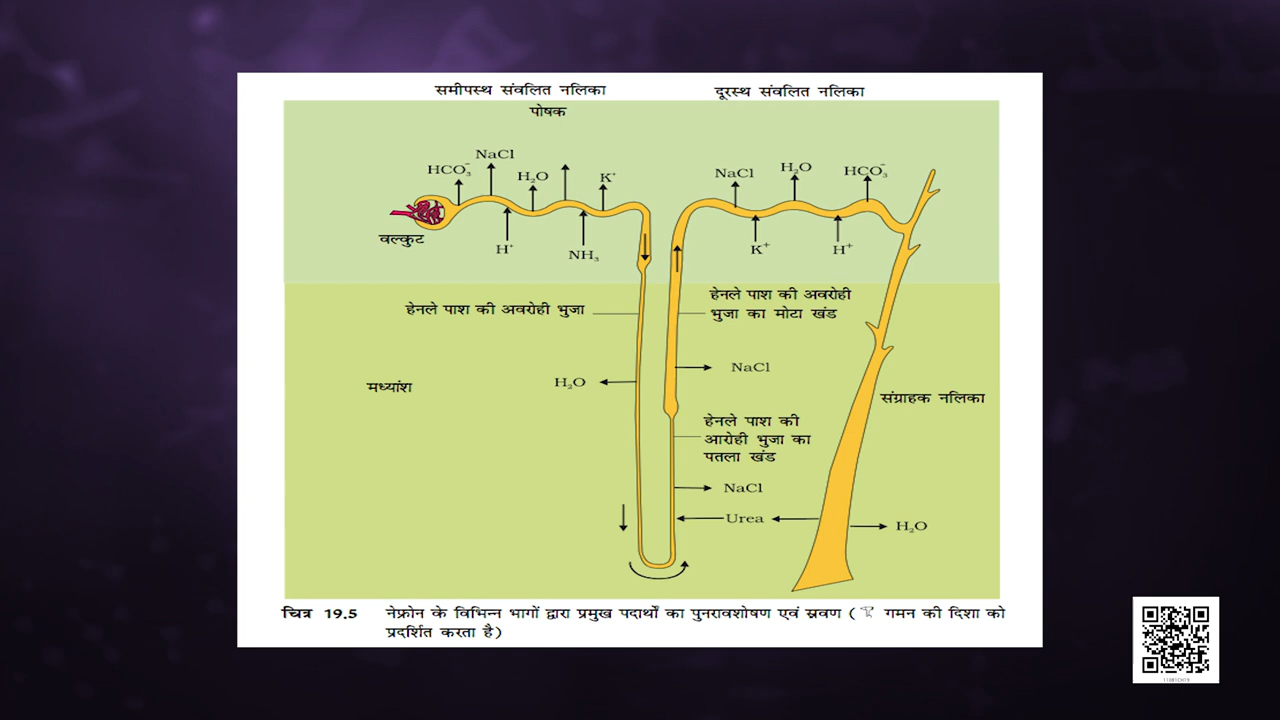 समीपस्थ संवलित नलिका
दूरस्थ संवलित नलिका
पोषक
HCO₃⁻
NaCl
H₂O
K⁺
NaCl
H₂O
HCO₃⁻
वल्कुट
H⁺
NH₃
K⁺
H⁺
हेनले पाश की अवरोही भुजा
हेनले पाश की अवरोही
भुजा का मोटा खंड
NaCl
H₂O
मध्यांश
संग्राहक नलिका
हेनले पाश की
आरोही भुजा का
पतला खंड
NaCl
Urea
H₂O
चित्र 19.5 नेफ्रोन के विभिन्न भागों द्वारा प्रमुख पदार्थों का पुनरावशोषण एवं स्रवण ( गमन की दिशा को
प्रदर्शित करता है)